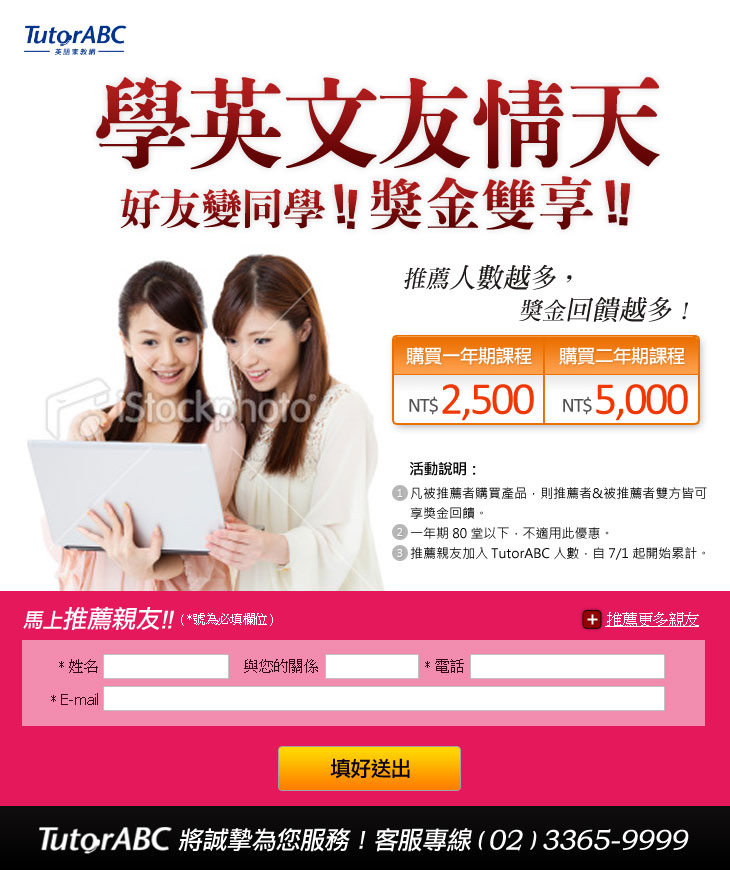 TutorABC
英語家教網
學英文友情天
好友變同學!!獎金雙享!!
推薦人數越多，
獎金回饋越多！
購買一年期課程 購買二年期課程
NT$2,500 NT$5,000
iStockphoto
活動說明：
1 凡被推薦者購買產品，則推薦者&被推薦者雙方皆可
享獎金回饋。
2 一年期 80 堂以下，不適用此優惠。
3 推薦親友加入 TutorABC 人數，自 7/1 起開始累計。
馬上推薦親友!! (*號為必填欄位) + 推薦更多親友
* 姓名 與您的關係 * 電話
* E-mail
填好送出
TutorABC 將誠摯為您服務！客服專線(02)3365-9999